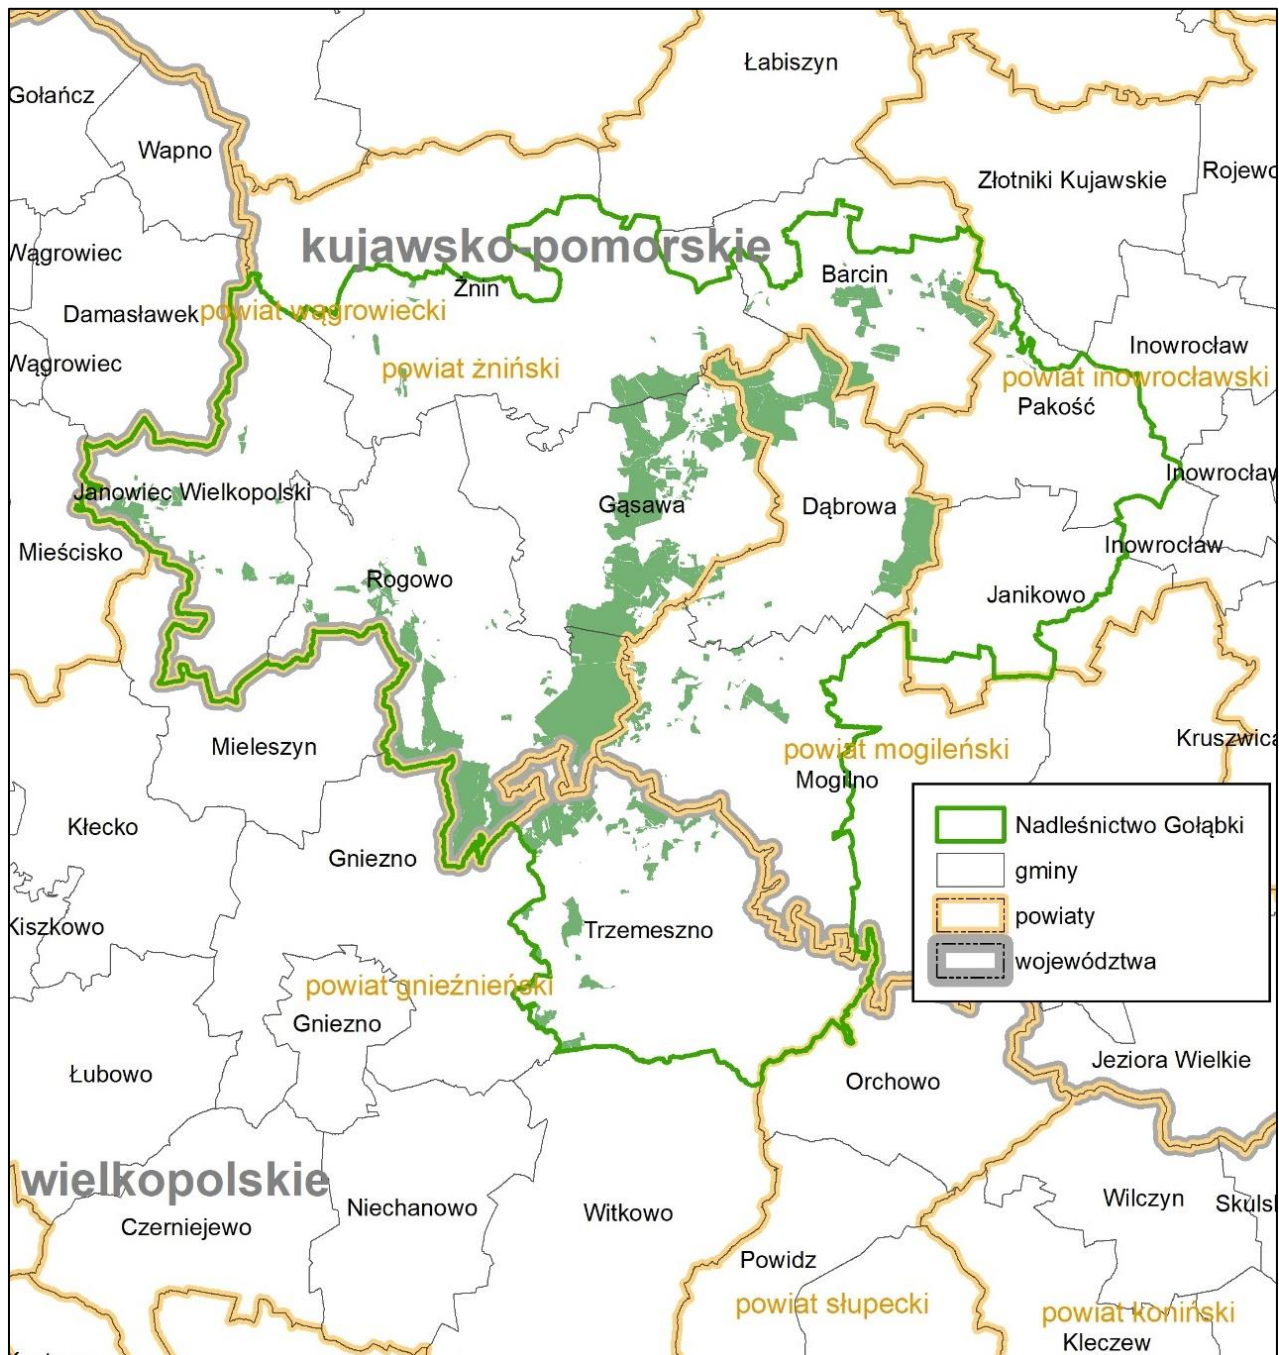 Łabiszyn
Gołańcz
Wapno
Złotniki Kujawskie
Rojewo
kujawsko-pomorskie
Wągrowiec
Barcin
Żnin
Damasławek
powiat wągrowiecki
Inowrocław
Wągrowiec
powiat żniński
powiat inowrocławski
Pakość
Inowrocław
Janowiec Wielkopolski
Gąsawa
Dąbrowa
Inowrocław
Mieścisko
Rogowo
Janikowo
Kruszwica
Mieleszyn
powiat mogileński
Mogilno
Nadleśnictwo Gołąbki
gminy
powiaty
województwa
Kłecko
Gniezno
Kiszkowo
Trzemeszno
powiat gnieźnieński
Gniezno
Jeziora Wielkie
Łubowo
Orchowo
wielkopolskie
Wilczyn
Skulsk
Niechanowo
Witkowo
Czerniejewo
Powidz
powiat słupecki
powiat koniński
Kleczew